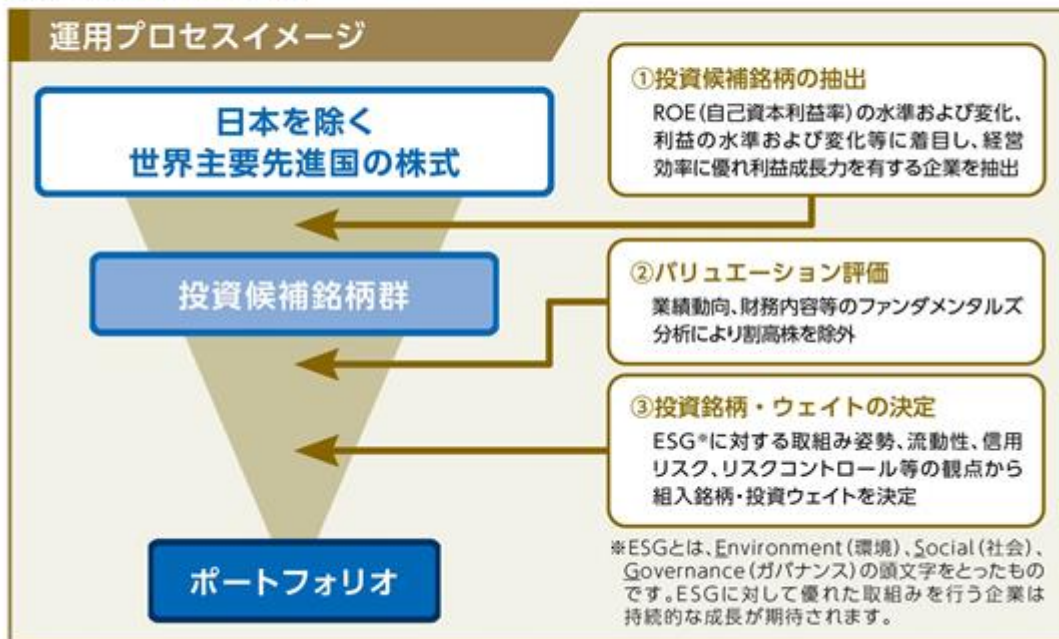 運用プロセスイメージ
日本を除く
世界主要先進国の株式
投資候補銘柄群
ポートフォリオ
①投資候補銘柄の抽出
ROE(自己資本利益率)の水準および変化、
利益の水準および変化等に着目し、経営
効率に優れ利益成長力を有する企業を抽出
②バリュエーション評価
業績動向、財務内容等のファンダメンタルズ
分析により割高株を除外
③投資銘柄・ウェイトの決定
ESG※に対する取組み姿勢、流動性、信用
リスク、リスクコントロール等の観点から
組入銘柄・投資ウェイトを決定
※ESGとは、Environment(環境)、Social(社会)、
Governance(ガバナンス)の頭文字をとったもの
です。ESGに対して優れた取組みを行う企業は
持続的な成長が期待されます。